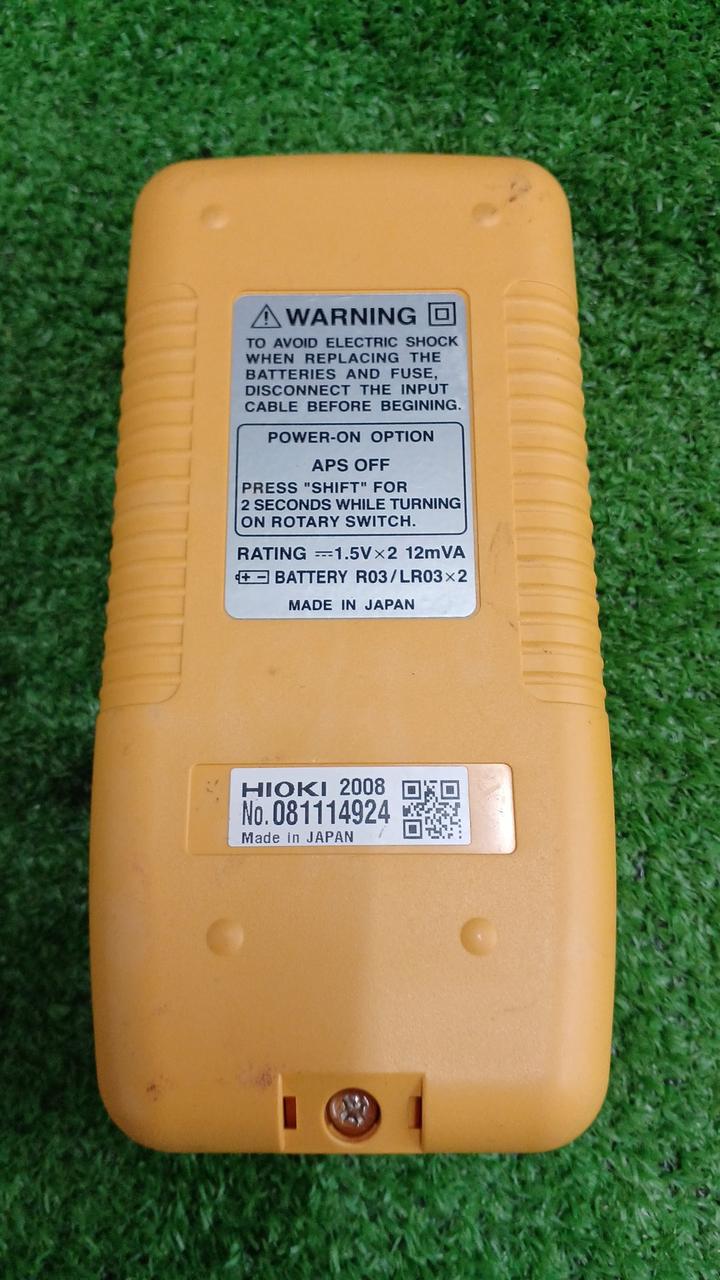 WARNING
TO AVOID ELECTRIC SHOCK
WHEN REPLACING THE
BATTERIES AND FUSE,
DISCONNECT THE INPUT
CABLE BEFORE BEGINING.
POWER-ON OPTION
APS OFF
PRESS "SHIFT" FOR
2 SECONDS WHILE TURNING
ON ROTARY SWITCH.
RATING ⎓1.5V×2 12mVA
BATTERY R03/LR03×2
MADE IN JAPAN
HIOKI 2008
No.081114924
Made in JAPAN